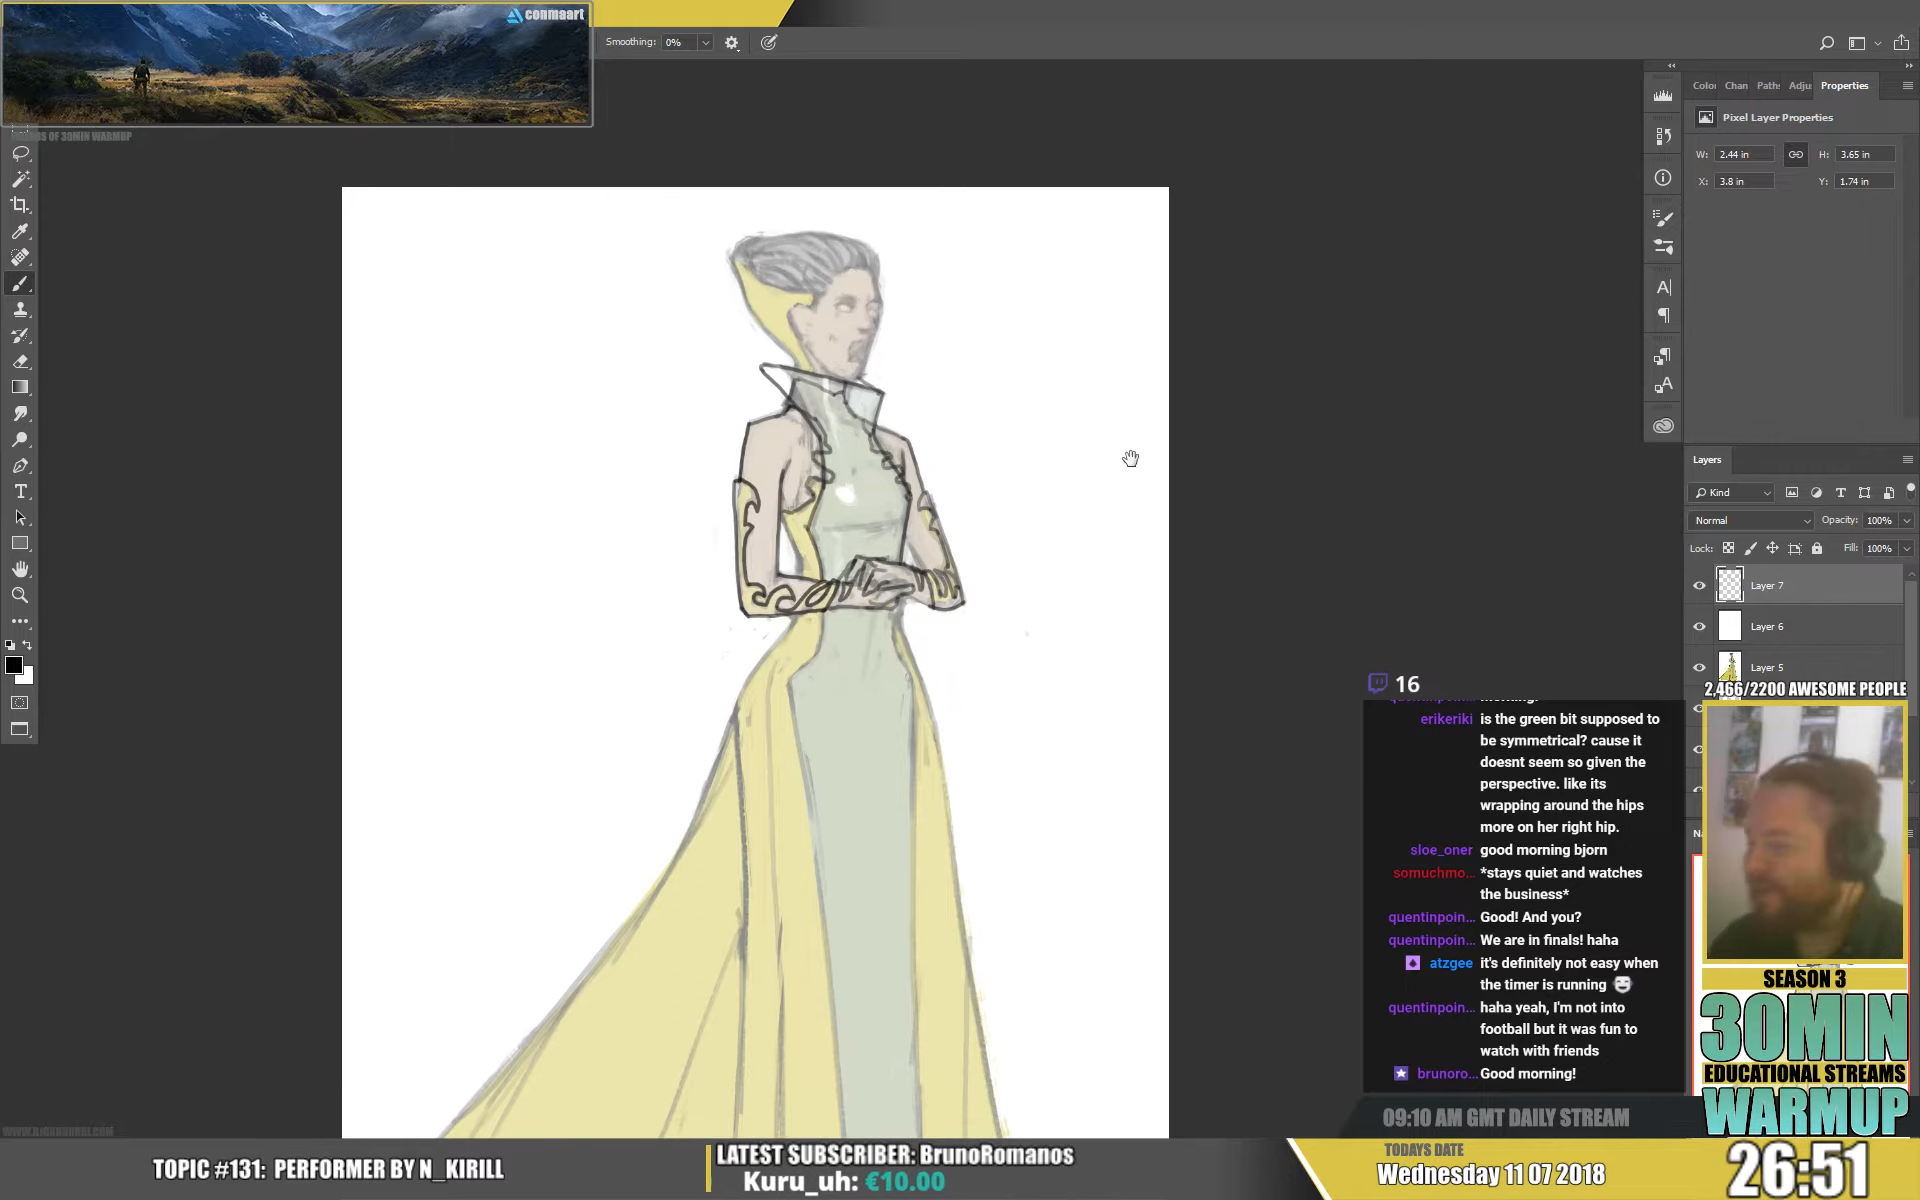 conmaart
Smoothing: 0%
OF 30MIN WARMUP
Colo Chan Paths Adju Properties
Pixel Layer Properties
W: 2.44 in H: 3.65 in
X: 3.8 in Y: 1.74 in
Layers
Kind
Normal Opacity: 100%
Lock: Fill: 100%
Layer 7
Layer 6
Layer 5
2,466/2200 AWESOME PEOPLE
16
erikeriki is the green bit supposed to
be symmetrical? cause it
doesnt seem so given the
perspective. like its
wrapping around the hips
more on her right hip.
sloe_oner good morning bjorn
somuchmo... *stays quiet and watches
the business*
quentinpoin... Good! And you?
quentinpoin... We are in finals! haha
atzgee it's definitely not easy when
the timer is running
quentinpoin... haha yeah, I'm not into
football but it was fun to
watch with friends
brunoro... Good morning!
SEASON 3
30MIN
EDUCATIONAL STREAMS
WARMUP
09:10 AM GMT DAILY STREAM
TOPIC #131: PERFORMER BY N_KIRILL
LATEST SUBSCRIBER: BrunoRomanos
Kuru_uh: €10.00
TODAYS DATE
Wednesday 11 07 2018
26:51